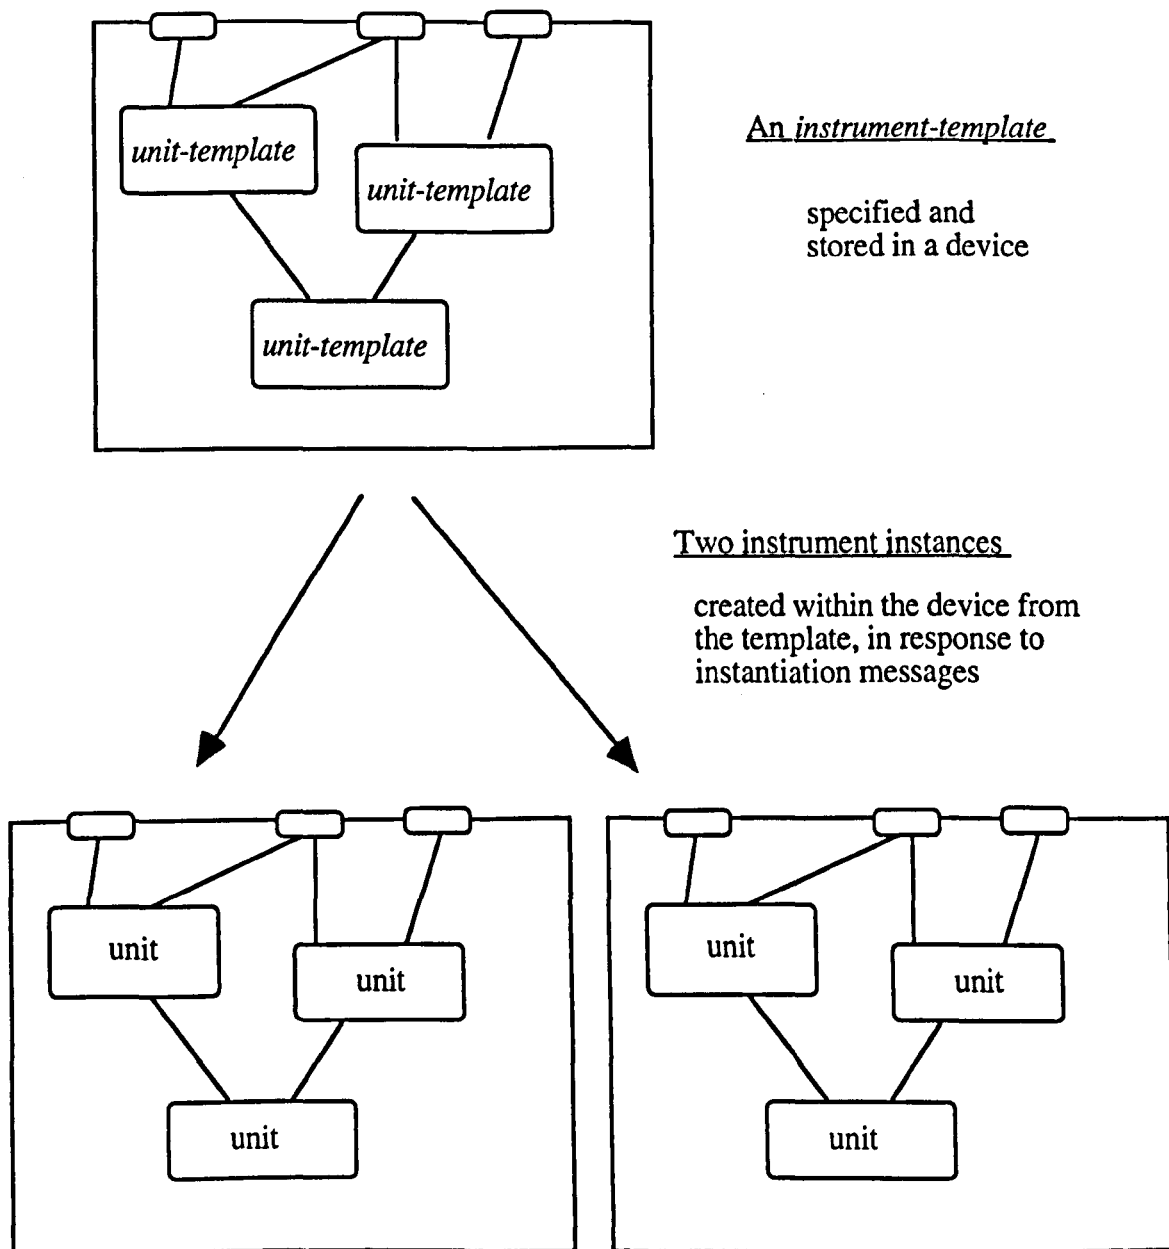 unit-template
unit-template
unit-template
An instrument-template
specified and
stored in a device
Two instrument instances
created within the device from
the template, in response to
instantiation messages
unit
unit
unit
unit
unit
unit